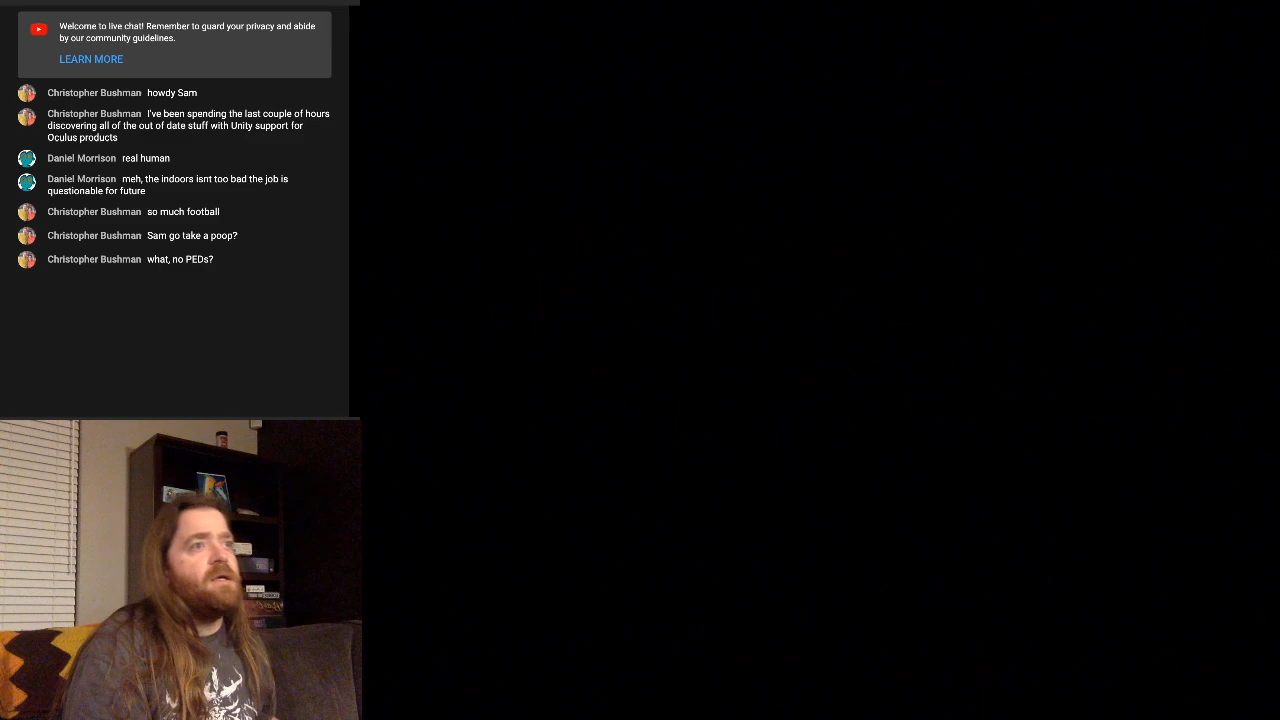 Welcome to live chat! Remember to guard your privacy and abide
by our community guidelines.
LEARN MORE
Christopher Bushman howdy Sam
Christopher Bushman I've been spending the last couple of hours
discovering all of the out of date stuff with Unity support for
Oculus products
Daniel Morrison real human
Daniel Morrison meh, the indoors isnt too bad the job is
questionable for future
Christopher Bushman so much football
Christopher Bushman Sam go take a poop?
Christopher Bushman what, no PEDs?